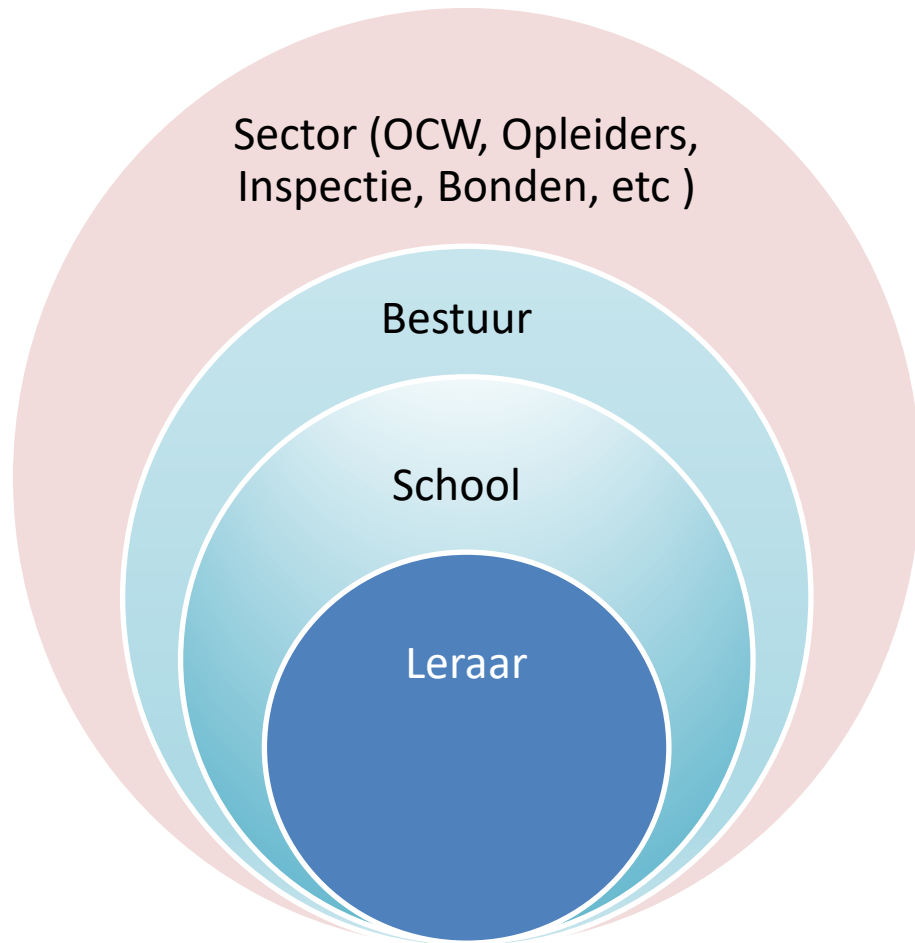 Sector (OCW, Opleiders,
Inspectie, Bonden, etc )
Bestuur
School
Leraar